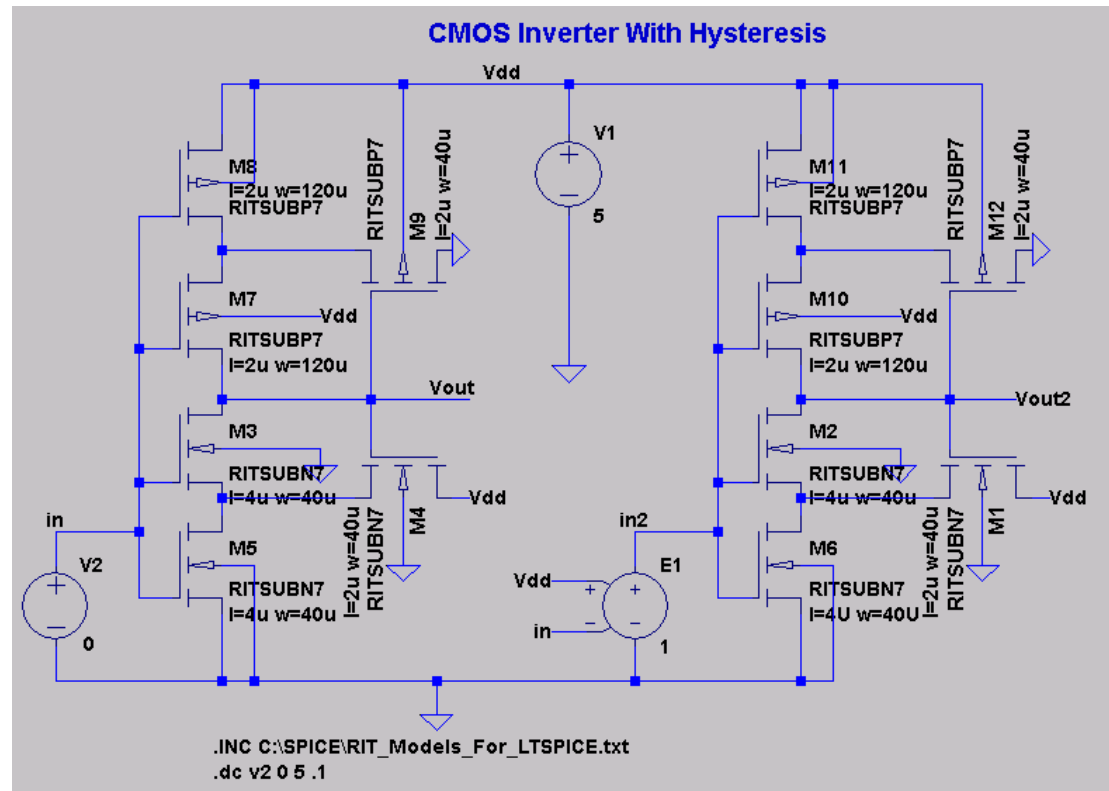 CMOS Inverter With Hysteresis
Vdd
M8
l=2u w=120u
RITSUBP7
RITSUBP7
M9
l=2u w=40u
V1
5
M11
l=2u w=120u
RITSUBP7
RITSUBP7
M12
l=2u w=40u
M7
Vdd
RITSUBP7
l=2u w=120u
M10
Vdd
RITSUBP7
l=2u w=120u
Vout
Vout2
M3
RITSUBN7
l=4u w=40u
Vdd
M4
l=2u w=40u
RITSUBN7
M2
RITSUBN7
l=4u w=40u
Vdd
M1
l=2u w=40u
RITSUBN7
in
V2
0
M5
RITSUBN7
l=4u w=40u
in2
E1
Vdd
in
1
M6
RITSUBN7
l=4U w=40U
.INC C:\SPICE\RIT_Models_For_LTSPICE.txt
.dc v2 0 5 .1